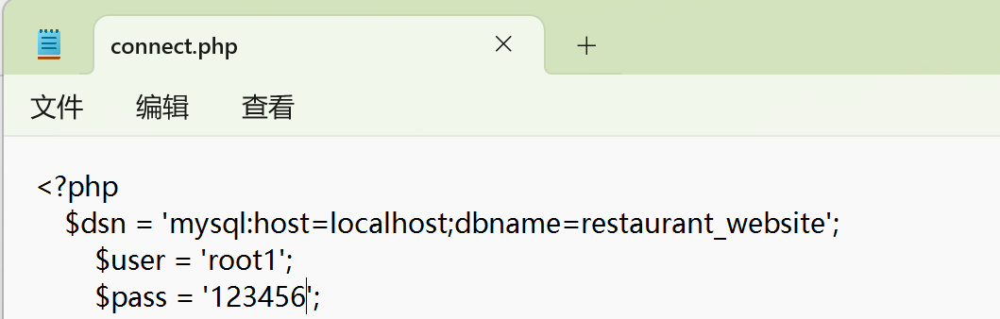 connect.php
文件 编辑 查看
<?php
$dsn = 'mysql:host=localhost;dbname=restaurant_website';
$user = 'root1';
$pass = '123456';